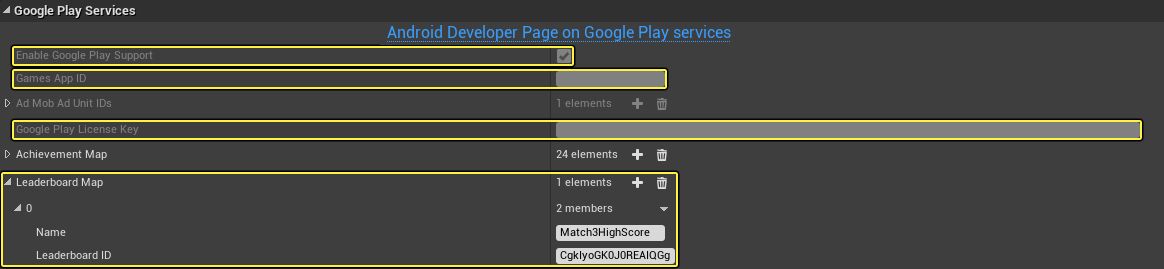 Google Play Services
Android Developer Page on Google Play services
Enable Google Play Support
Games App ID
Ad Mob Ad Unit IDs 1 elements
Google Play License Key
Achievement Map 24 elements
Leaderboard Map 1 elements
0 2 members
Name Match3HighScore
Leaderboard ID CgkIyoGK0J0REAIQGg